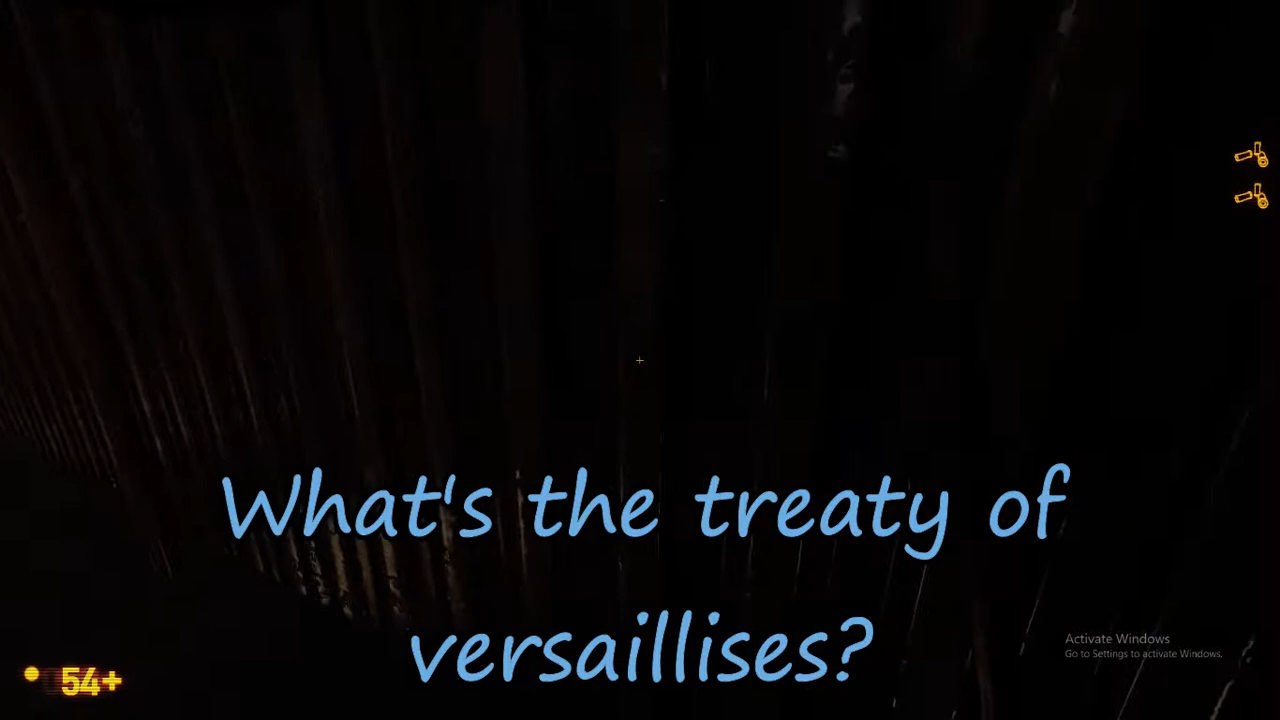 What's the treaty of
versaillises?
Activate Windows
Go to Settings to activate Windows.
54+